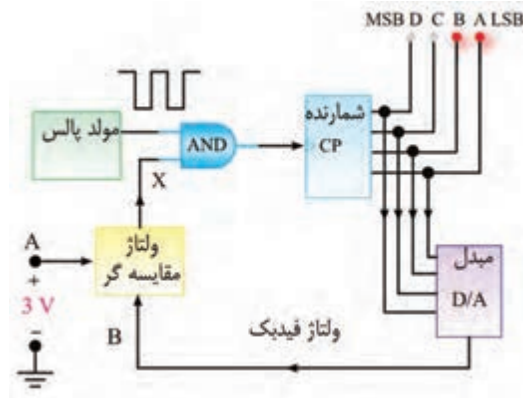 MSB D C B A LSB
مولد پالس
AND
شمارنده
CP
X
A
+
3 V
−
ولتاژ
مقایسه گر
مبدل
D/A
B
ولتاژ فیدبک